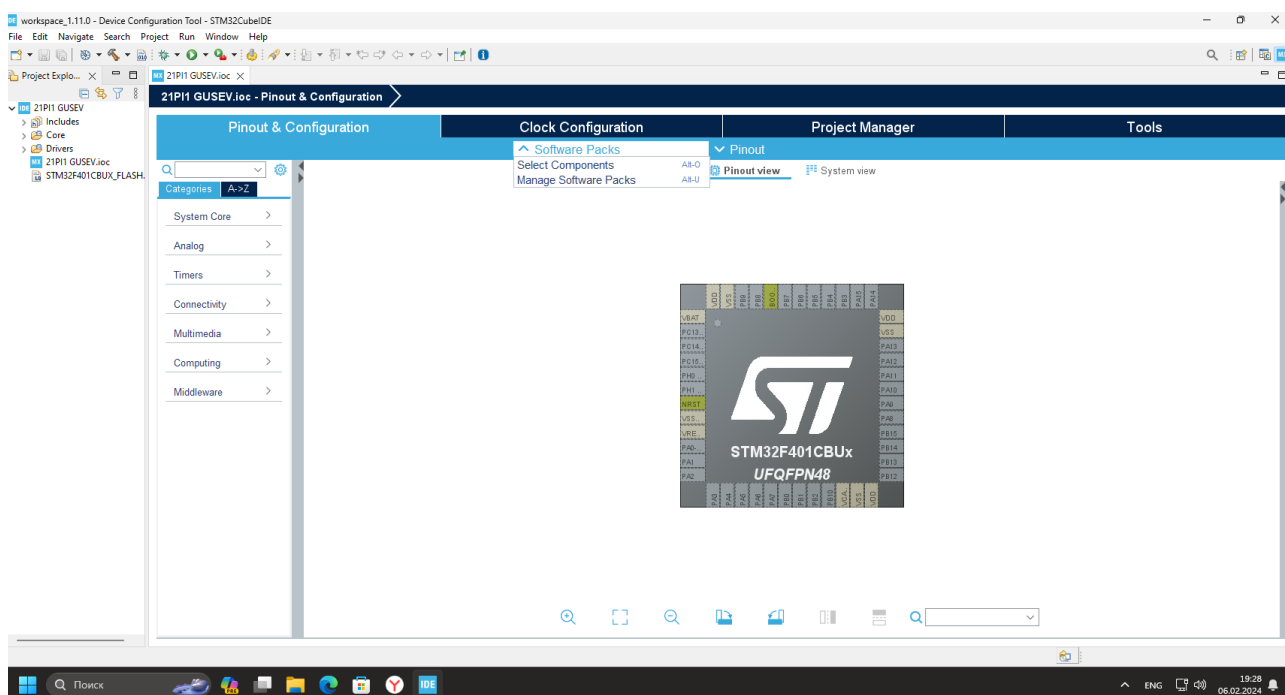 workspace_1.11.0 - Device Configuration Tool - STM32CubeIDE
File Edit Navigate Search Project Run Window Help
Project Explo...
21PI1 GUSEV.ioc
21PI1 GUSEV
Includes
Core
Drivers
21PI1 GUSEV.ioc
STM32F401CBUX_FLASH.
21PI1 GUSEV.ioc - Pinout & Configuration
Pinout & Configuration
Clock Configuration
Project Manager
Tools
Software Packs
Pinout
Select Components Alt-O
Manage Software Packs Alt-U
Pinout view
System view
Categories A->Z
System Core
Analog
Timers
Connectivity
Multimedia
Computing
Middleware
VDD VSS PB9 PB8 BOO.. PB7 PB6 PB5 PB4 PB3 PA15 PA14
VBAT
PC13..
PC14..
PC15..
PH0 ..
PH1 ..
NRST
VSS..
VRE..
PA0-..
PA1
PA2
VDD
VSS
PA13
PA12
PA11
PA10
PA9
PA8
PB15
PB14
PB13
PB12
STM32F401CBUx
UFQFPN48
PA3 PA4 PA5 PA6 PA7 PB0 PB1 PB2 PB10 VCA.. VSS VDD
Поиск
IDE
ENG
19:28
06.02.2024